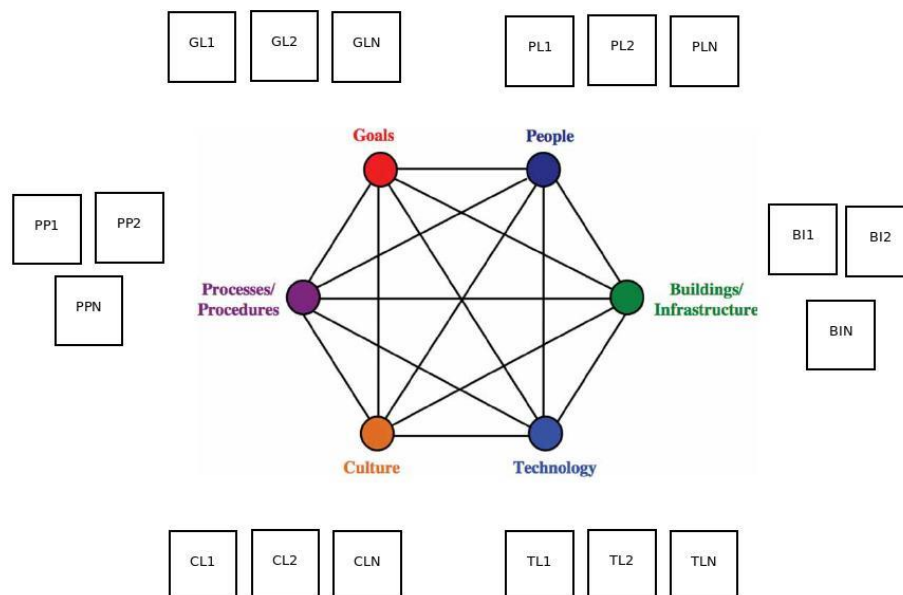 GL1 GL2 GLN PL1 PL2 PLN
Goals People
PP1 PP2 BI1 BI2
PPN BIN
Processes/
Procedures
Buildings/
Infrastructure
Culture Technology
CL1 CL2 CLN TL1 TL2 TLN